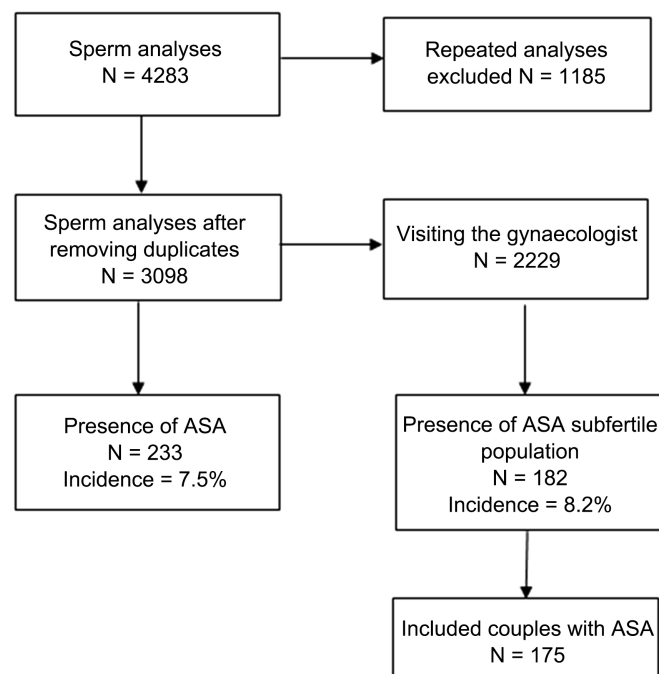 Sperm analyses
N = 4283
Repeated analyses
excluded N = 1185
Sperm analyses after
removing duplicates
N = 3098
Visiting the gynaecologist
N = 2229
Presence of ASA
N = 233
Incidence = 7.5%
Presence of ASA subfertile
population
N = 182
Incidence = 8.2%
Included couples with ASA
N = 175